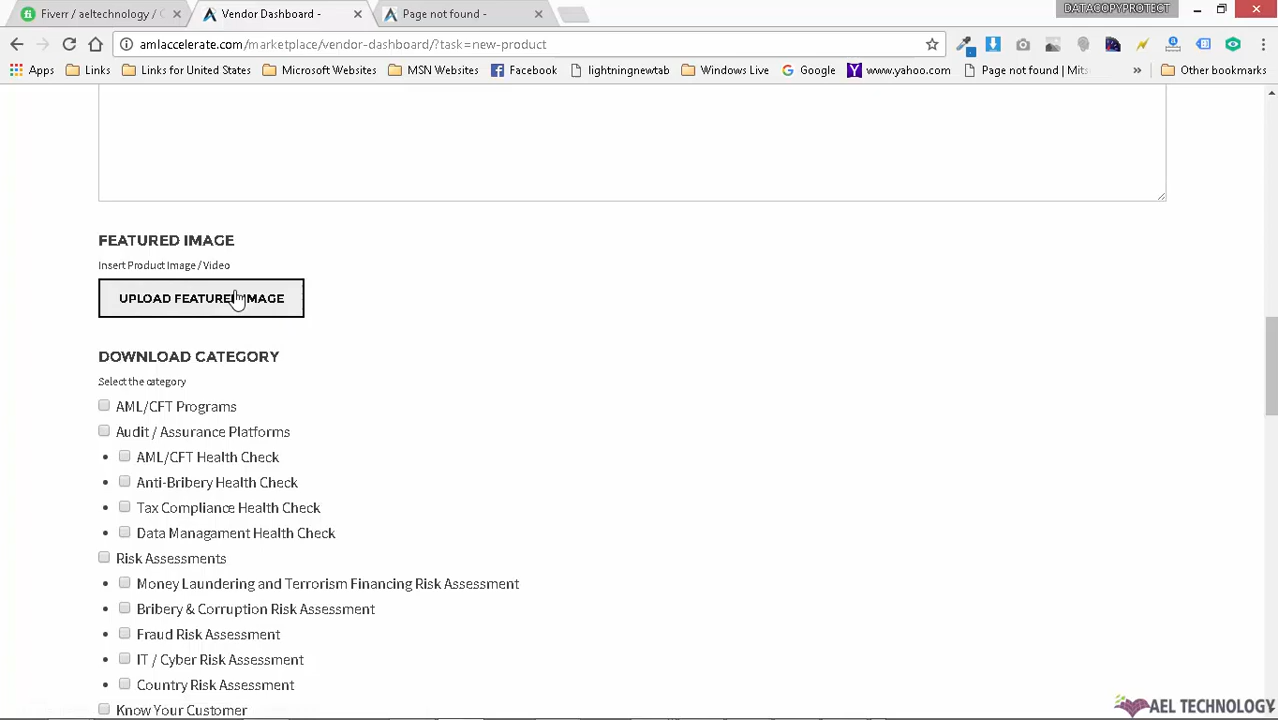 Fiverr / aeltechnology /
Vendor Dashboard -
Page not found -
DATACOPYPROTECT
amlaccelerate.com/marketplace/vendor-dashboard/?task=new-product
Apps
Links
Links for United States
Microsoft Websites
MSN Websites
Facebook
lightningnewtab
Windows Live
Google
www.yahoo.com
Page not found | Mits
»
Other bookmarks
FEATURED IMAGE
Insert Product Image / Video
UPLOAD FEATURED IMAGE
DOWNLOAD CATEGORY
Select the category
AML/CFT Programs
Audit / Assurance Platforms
• AML/CFT Health Check
• Anti-Bribery Health Check
• Tax Compliance Health Check
• Data Managament Health Check
Risk Assessments
• Money Laundering and Terrorism Financing Risk Assessment
• Bribery & Corruption Risk Assessment
• Fraud Risk Assessment
• IT / Cyber Risk Assessment
• Country Risk Assessment
Know Your Customer
AEL TECHNOLOGY